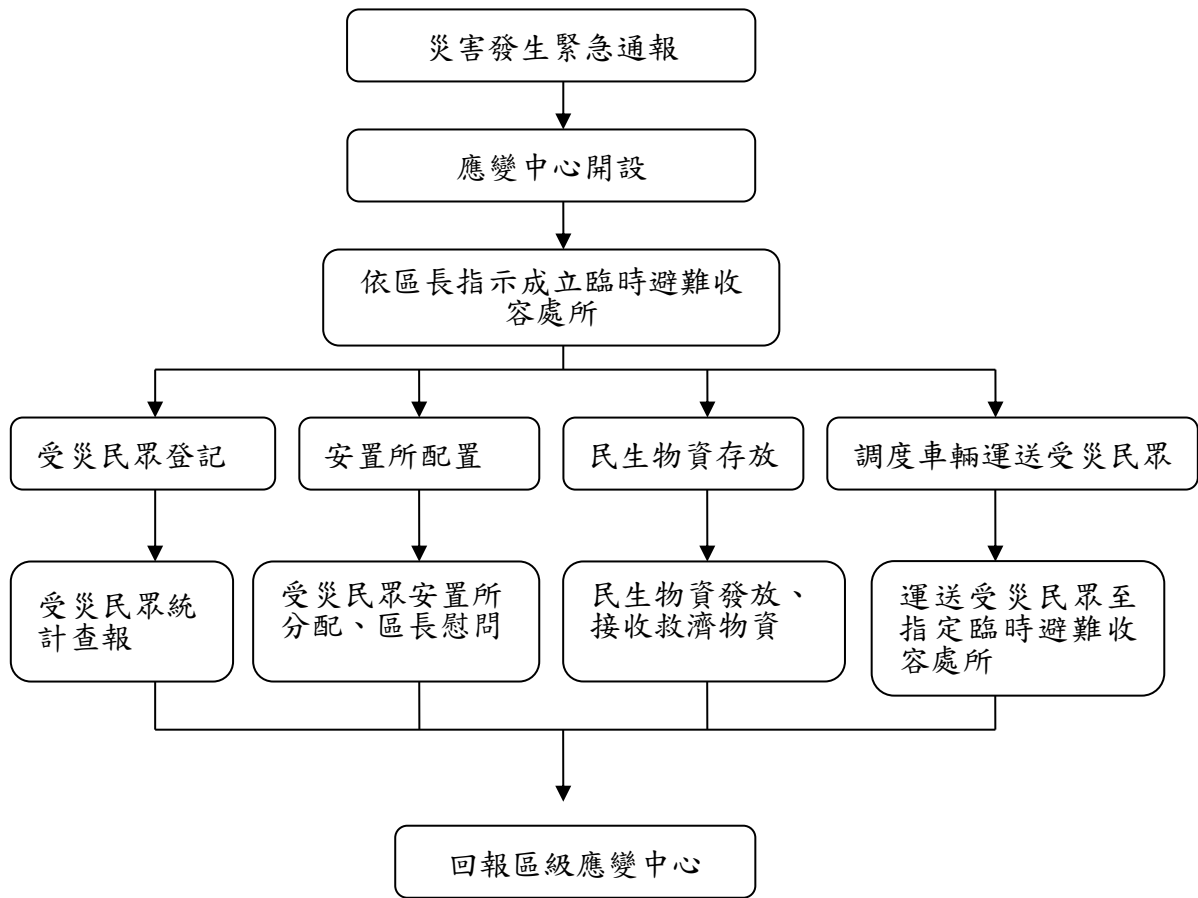 災害發生緊急通報
應變中心開設
依區長指示成立臨時避難收
容處所
受災民眾登記
安置所配置
民生物資存放
調度車輛運送受災民眾
受災民眾統
計查報
受災民眾安置所
分配、區長慰問
民生物資發放、
接收救濟物資
運送受災民眾至
指定臨時避難收
容處所
回報區級應變中心